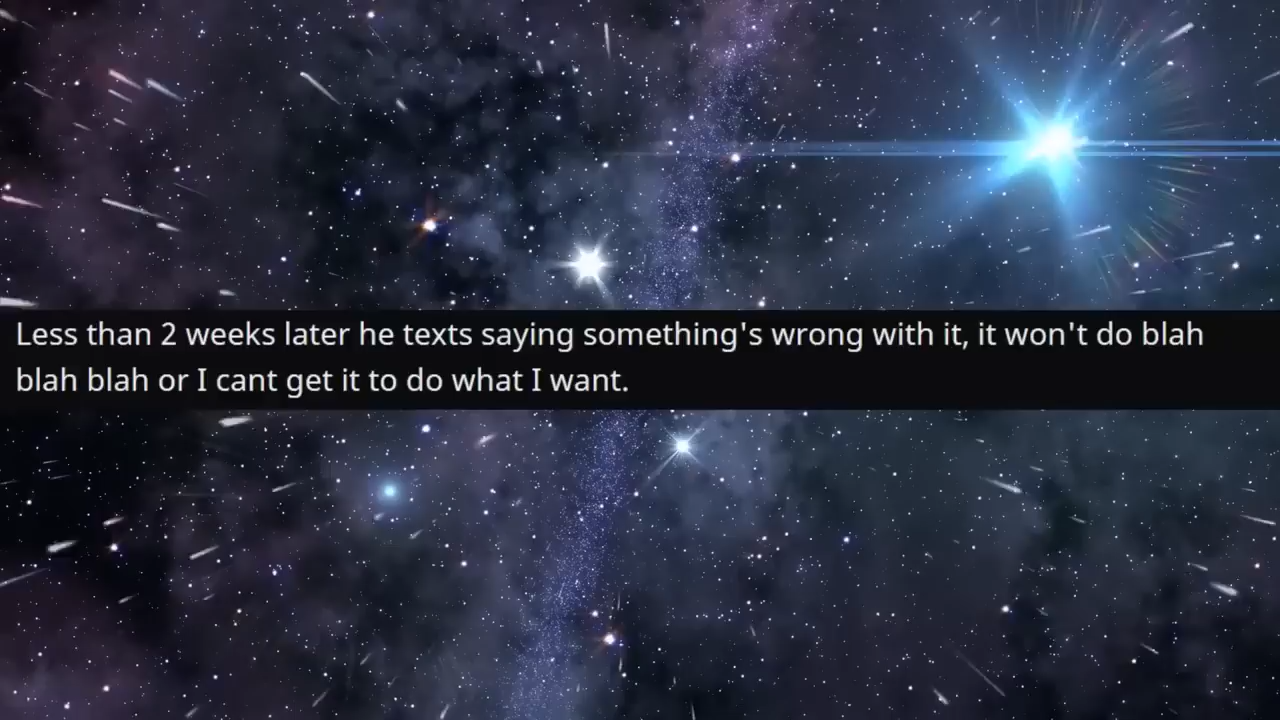 Less than 2 weeks later he texts saying something's wrong with it, it won't do blah
blah blah or I cant get it to do what I want.